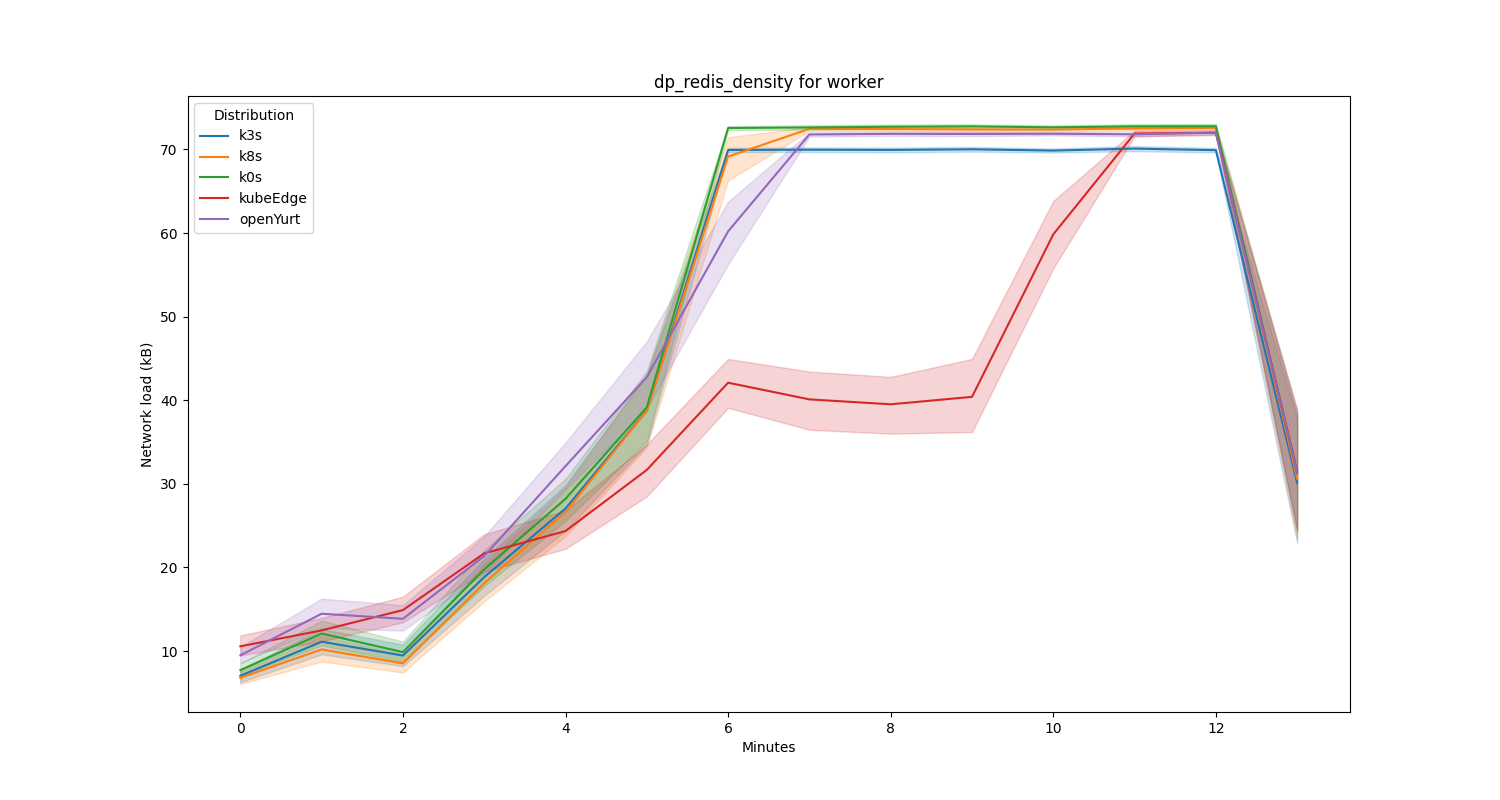 dp_redis_density for worker
Distribution
k3s
k8s
k0s
kubeEdge
openYurt
Network load (kB)
70
60
50
40
30
20
10
0 2 4 6 8 10 12
Minutes